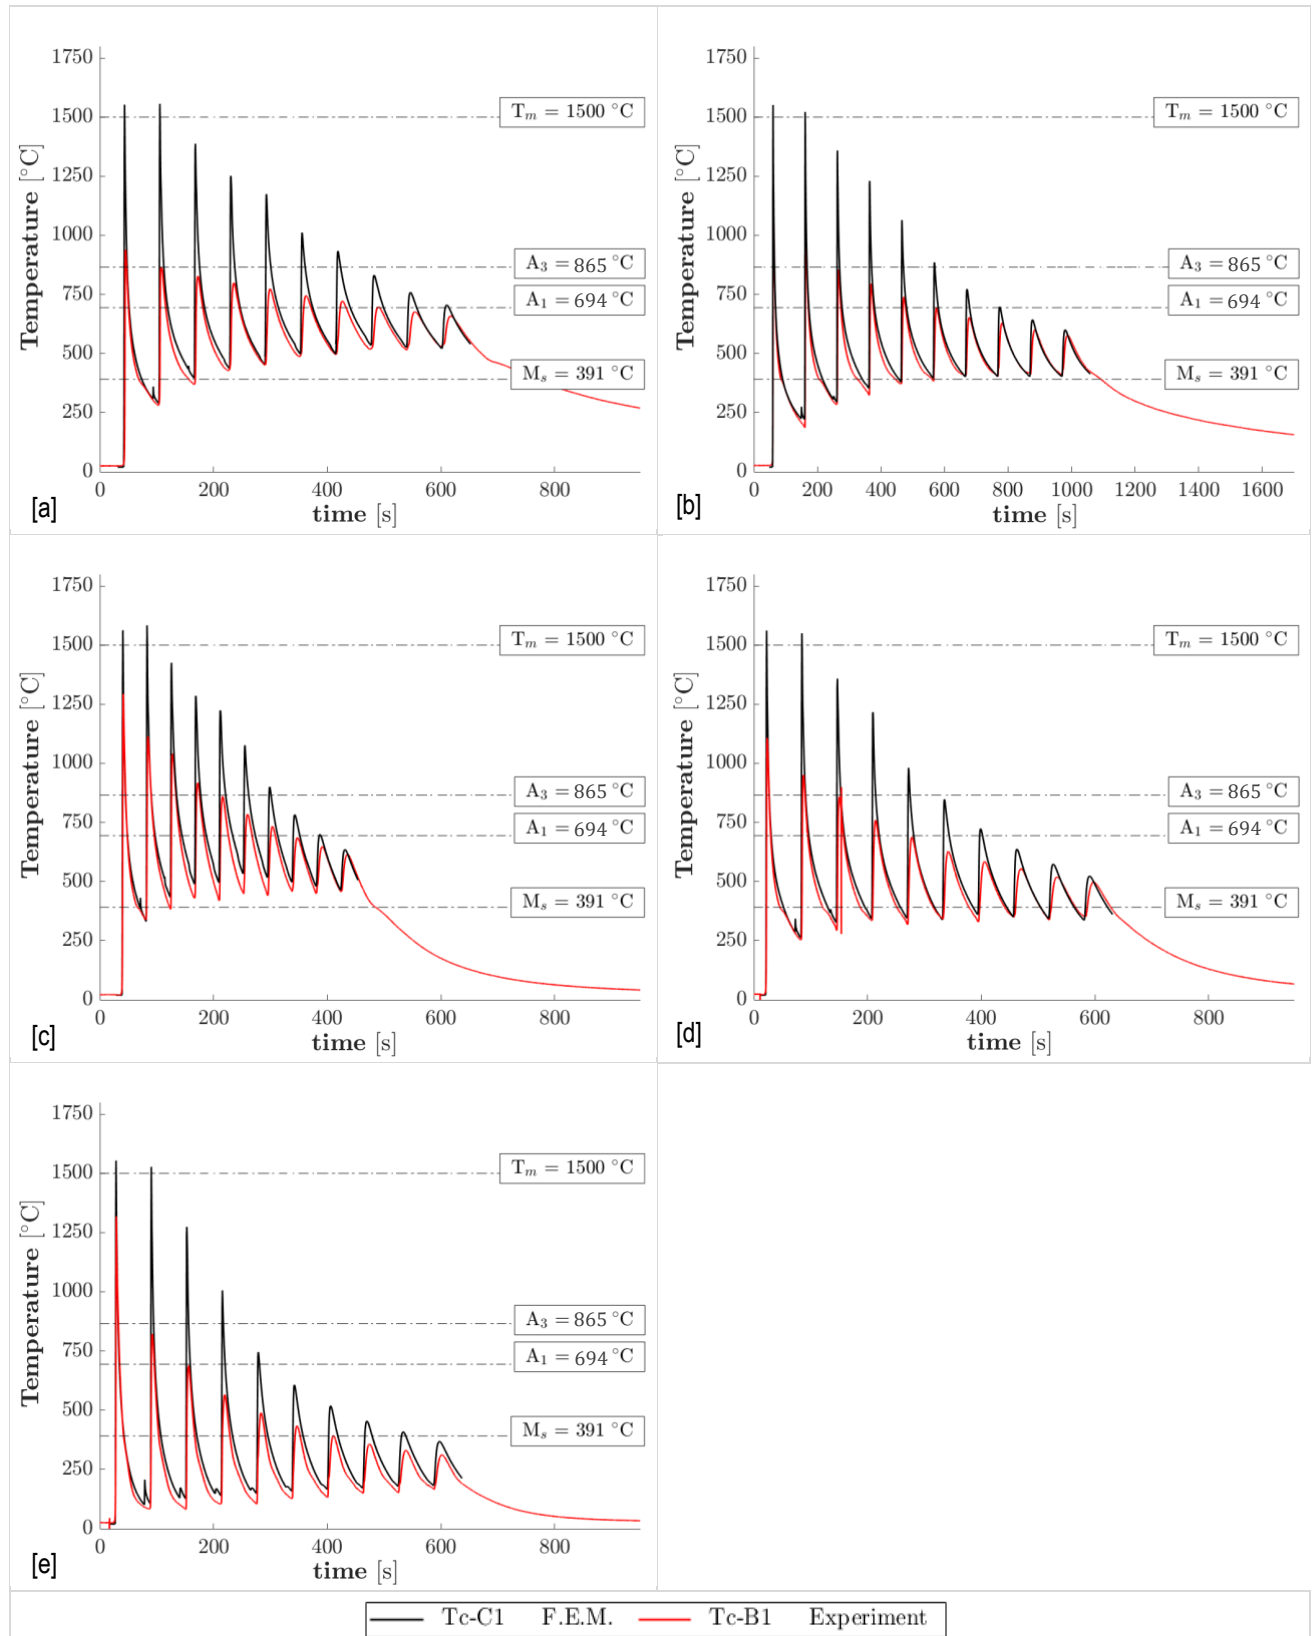 1750
1500
1250
1000
750
500
250
0
Temperature [°C]
T_m = 1500 °C
A_3 = 865 °C
A_1 = 694 °C
M_s = 391 °C
0 200 400 600 800
time [s]
[a]
1750
1500
1250
1000
750
500
250
0
Temperature [°C]
T_m = 1500 °C
A_3 = 865 °C
A_1 = 694 °C
M_s = 391 °C
0 200 400 600 800 1000 1200 1400 1600
time [s]
[b]
1750
1500
1250
1000
750
500
250
0
Temperature [°C]
T_m = 1500 °C
A_3 = 865 °C
A_1 = 694 °C
M_s = 391 °C
0 200 400 600 800
time [s]
[c]
1750
1500
1250
1000
750
500
250
0
Temperature [°C]
T_m = 1500 °C
A_3 = 865 °C
A_1 = 694 °C
M_s = 391 °C
0 200 400 600 800
time [s]
[d]
1750
1500
1250
1000
750
500
250
0
Temperature [°C]
T_m = 1500 °C
A_3 = 865 °C
A_1 = 694 °C
M_s = 391 °C
0 200 400 600 800
time [s]
[e]
Tc-C1 F.E.M. Tc-B1 Experiment